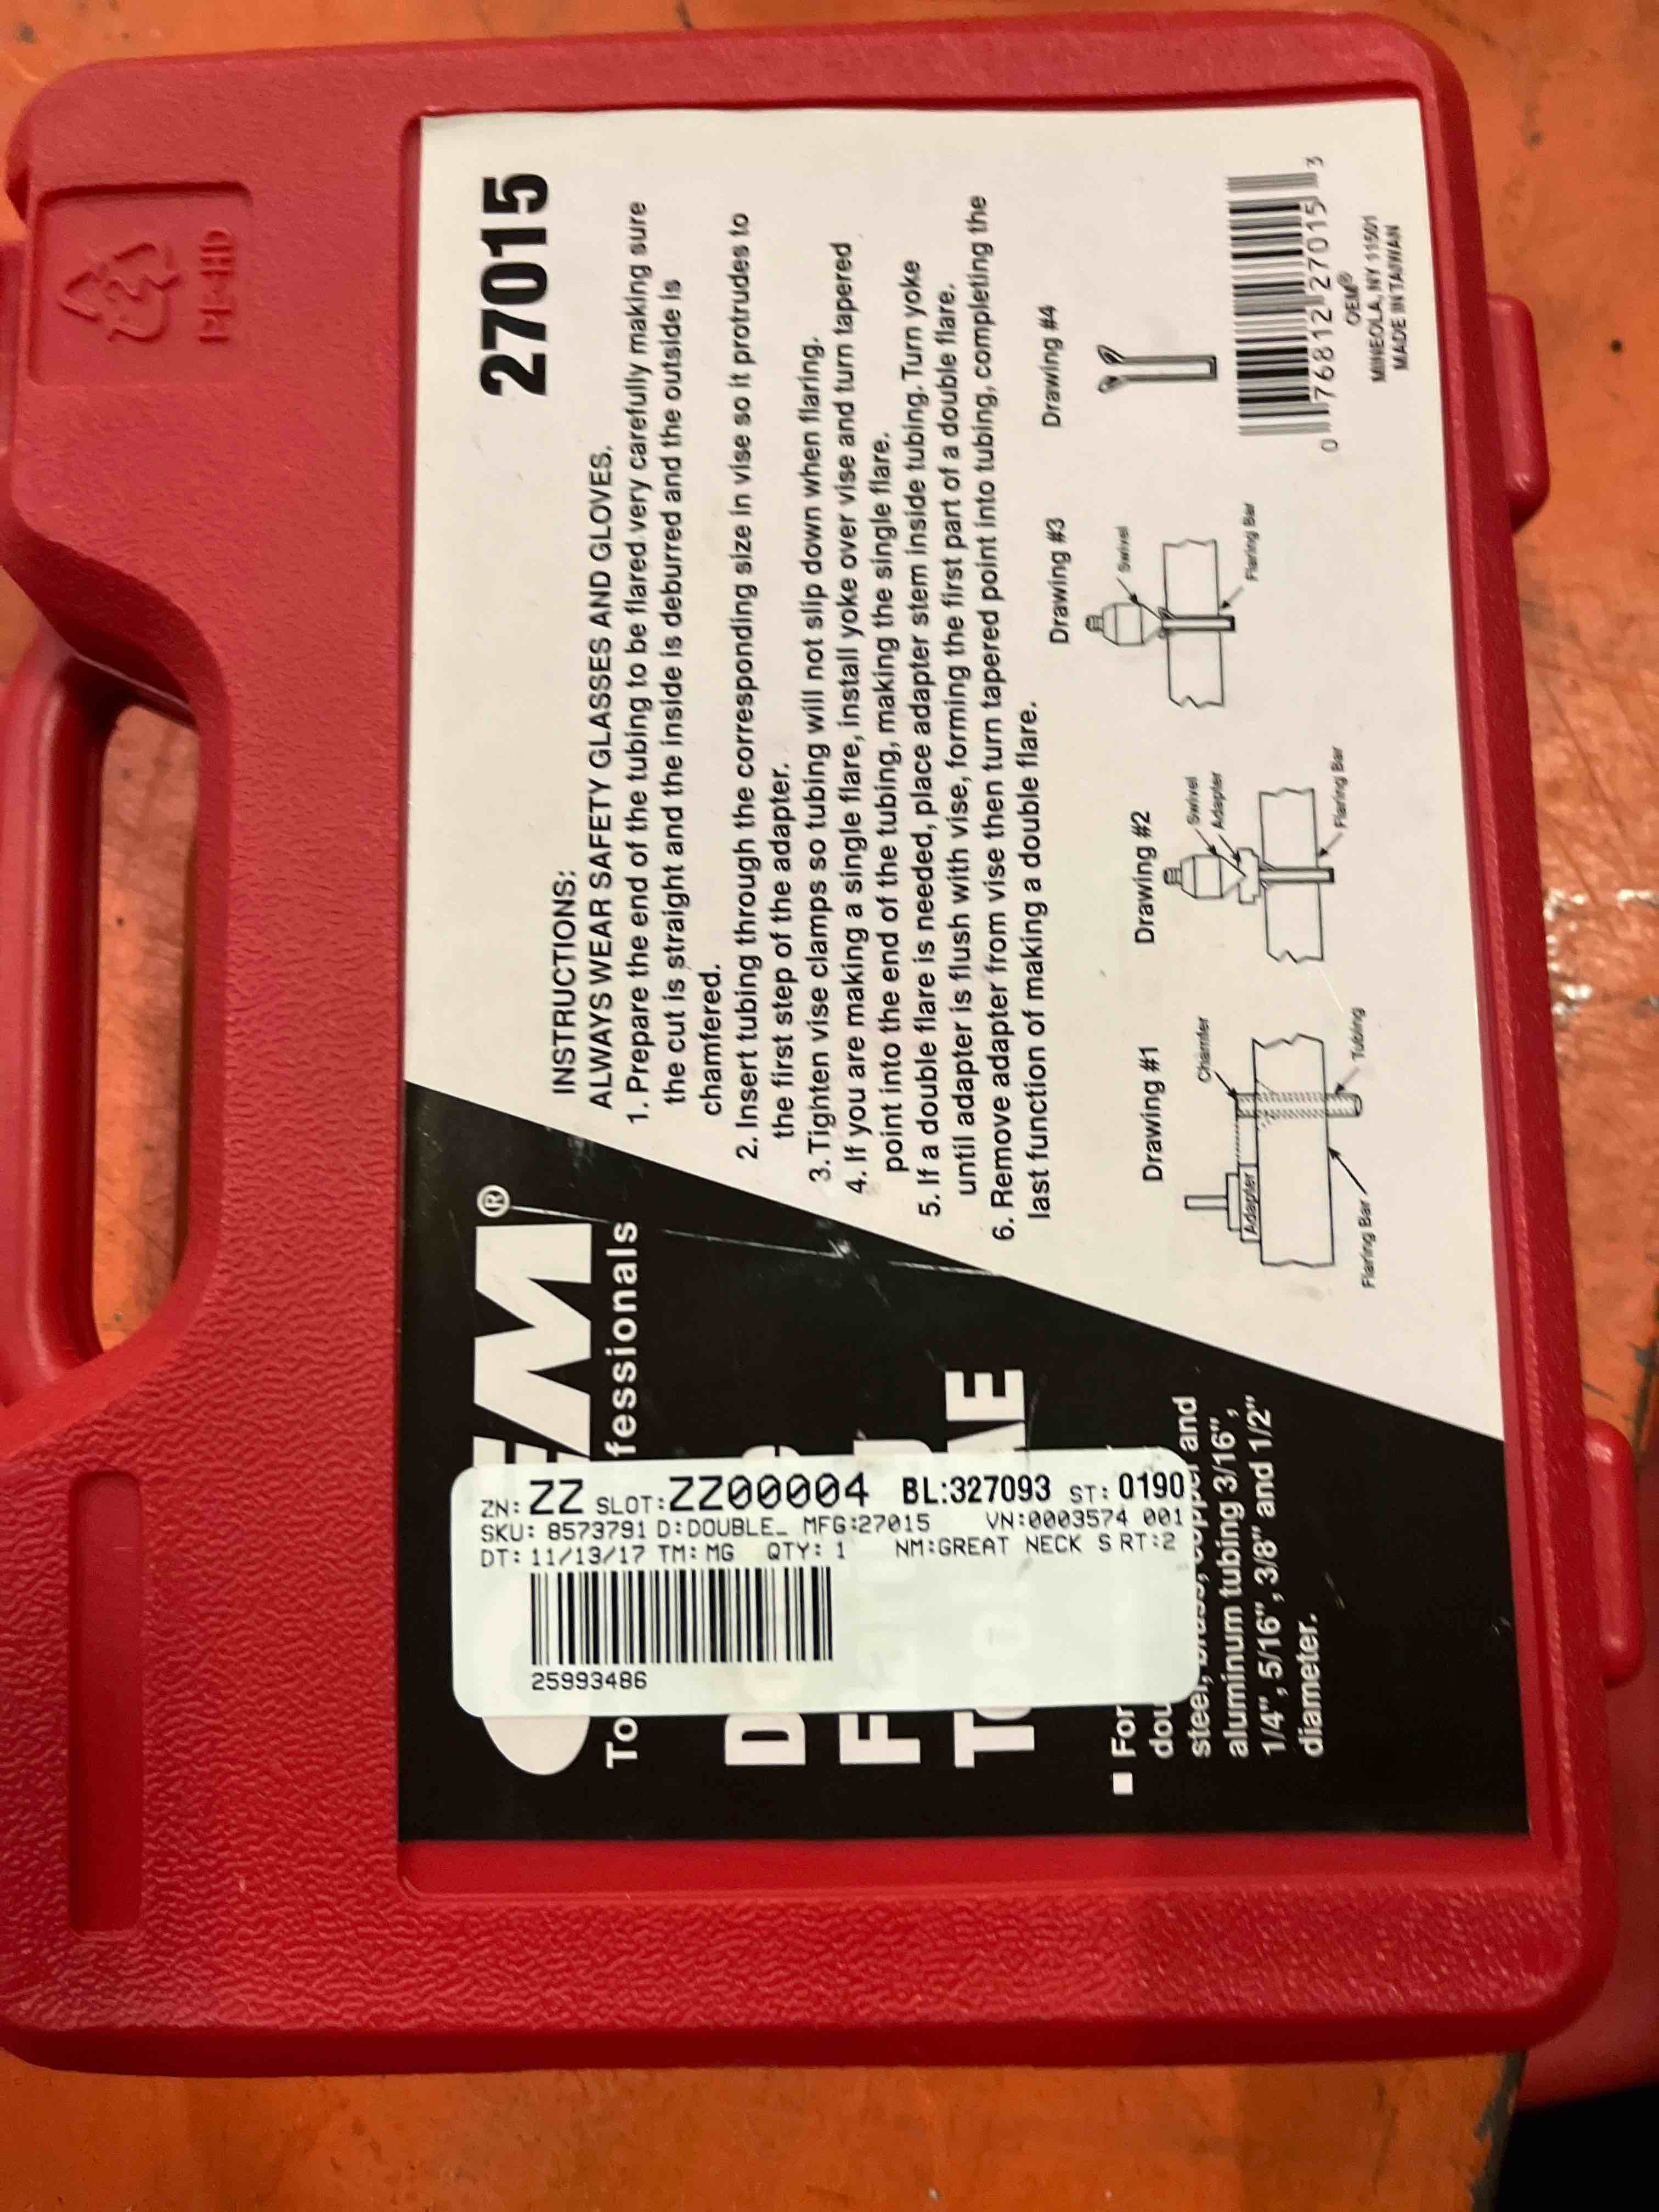 27015
INSTRUCTIONS:
ALWAYS WEAR SAFETY GLASSES AND GLOVES.
1. Prepare the end of the tubing to be flared very carefully making sure
the cut is straight and the inside is deburred and the outside is
chamfered.
2. Insert tubing through the corresponding size in vise so it protrudes to
the first step of the adapter.
3. Tighten vise clamps so tubing will not slip down when flaring.
4. If you are making a single flare, install yoke over vise and turn tapered
point into the end of the tubing, making the single flare.
5. If a double flare is needed, place adapter stem inside tubing. Turn yoke
until adapter is flush with vise, forming the first part of a double flare.
6. Remove adapter from vise then turn tapered point into tubing, completing the
last function of making a double flare.
Drawing #1
Chamfer
Adapter
Tubing
Flaring Bar
Drawing #2
Swivel
Adapter
Flaring Bar
Drawing #3
Swivel
Flaring Bar
Drawing #4
0 76812 27015 3
OEM®
MINEOLA, NY 11501
MADE IN TAIWAN
®
ZN: ZZ SLOT: ZZ00004 BL:327093 ST: 0190
SKU: 8573791 D:DOUBLE_ MFG:27015 VN:0003574 001
DT: 11/13/17 TM: MG QTY: 1 NM:GREAT NECK S RT:2
25993486
For
steel, and
aluminum tubing 3/16",
1/4", 5/16", 3/8" and 1/2"
diameter.
2
PE-HD